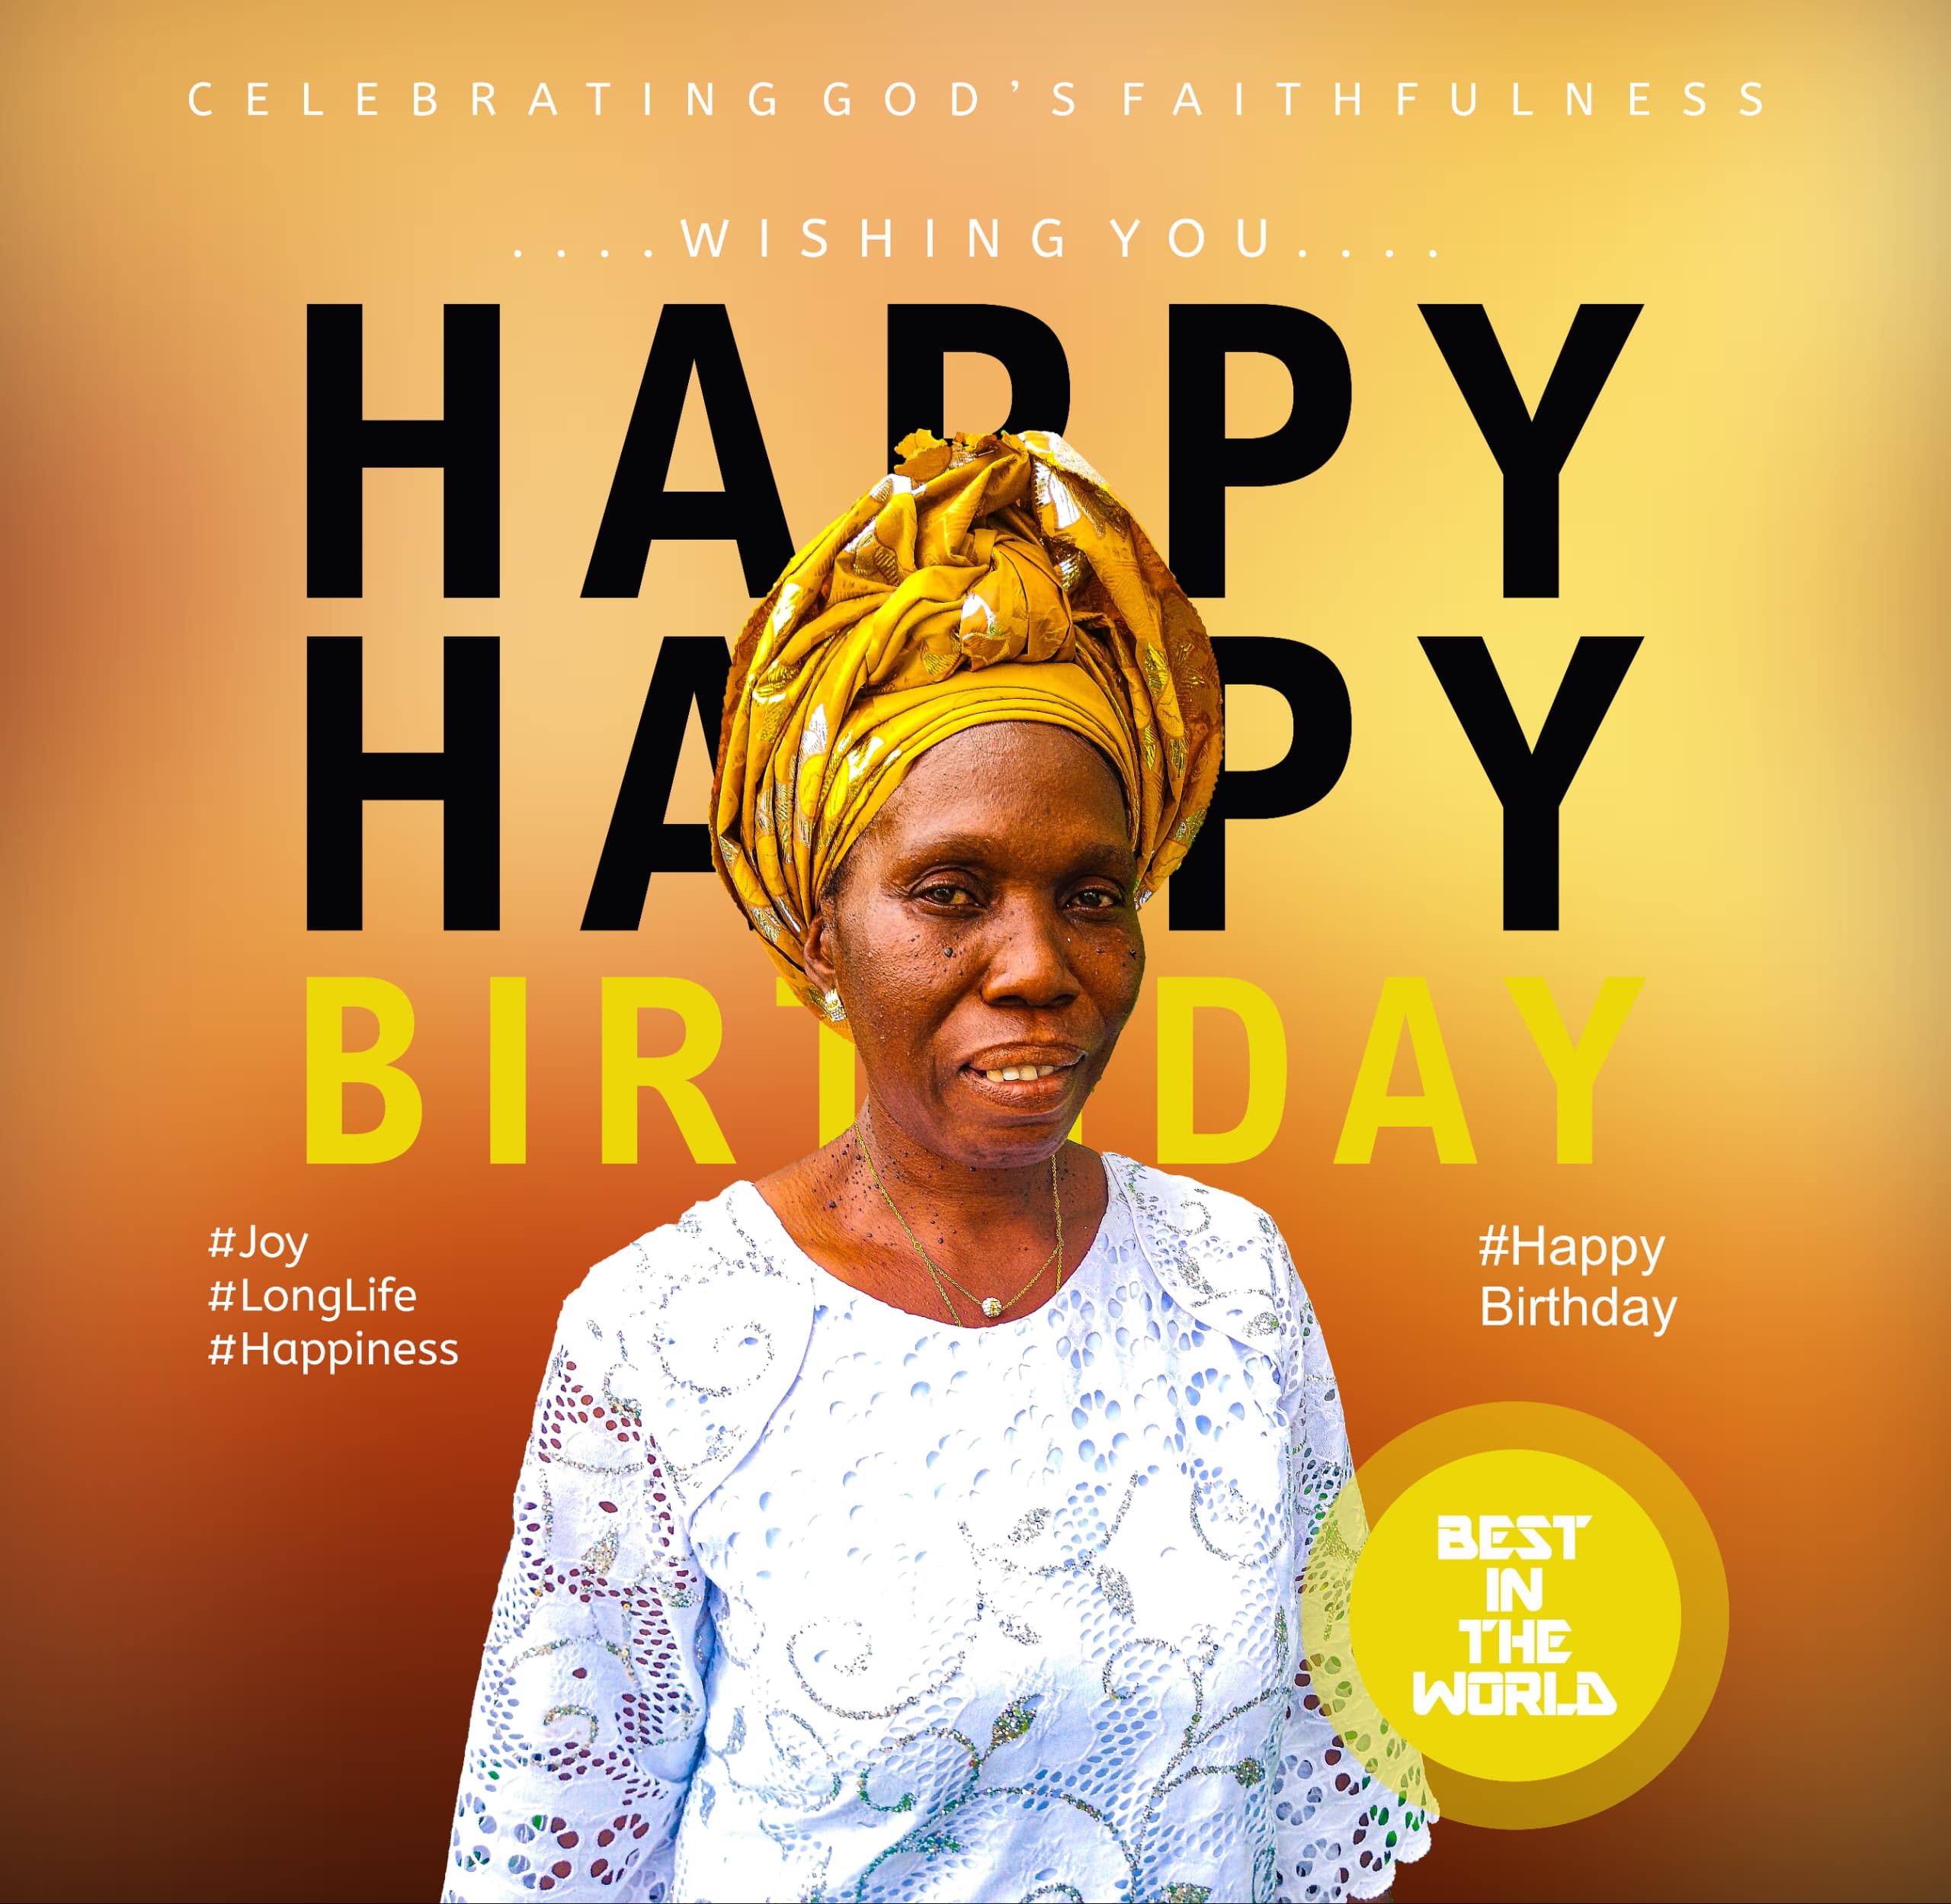 CELEBRATING GOD'S FAITHFULNESS
....WISHING YOU....
HAPPY
HAPPY
BIRTHDAY
#Joy
#LongLife
#Happiness
#Happy
Birthday
BEST
IN
THE
WORLD